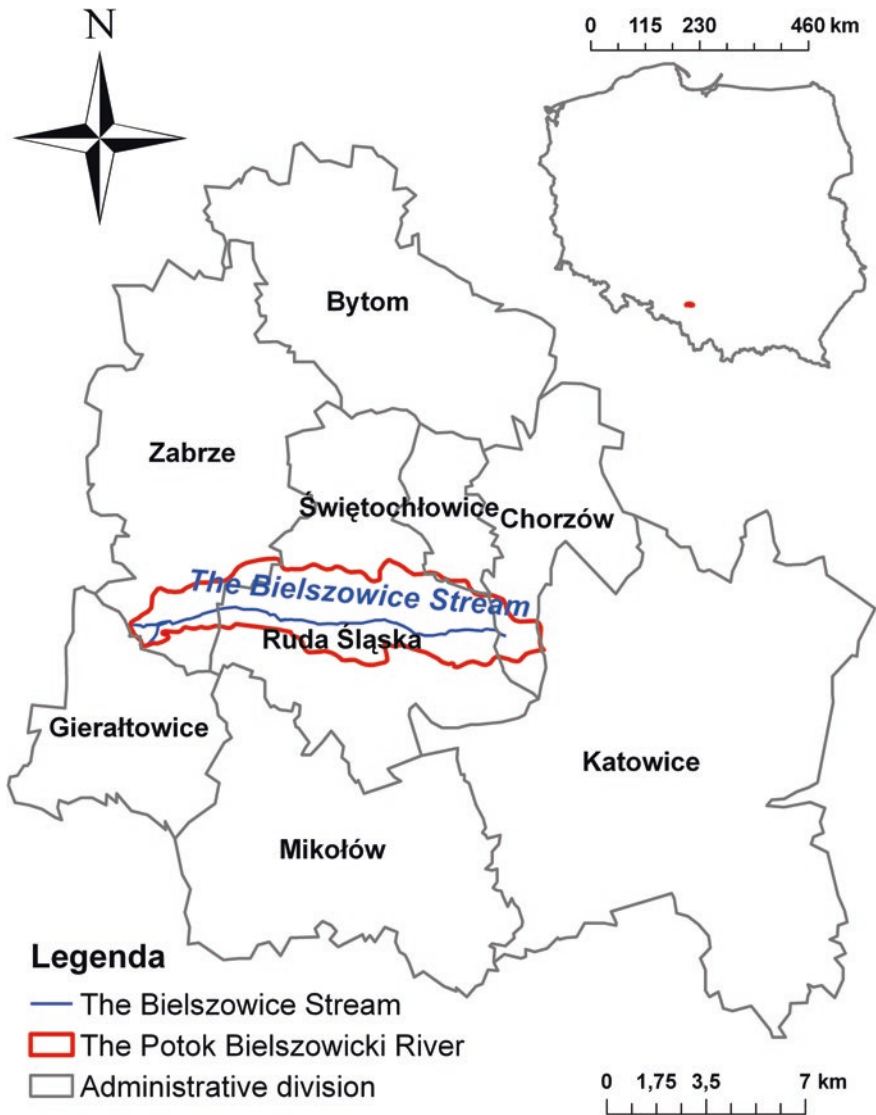 N
0 115 230 460 km
Bytom
Zabrze
Świętochłowice
Chorzów
The Bielszowice Stream
Ruda Śląska
Gierałtowice
Katowice
Mikołów
Legenda
The Bielszowice Stream
The Potok Bielszowicki River
Administrative division
0 1,75 3,5 7 km